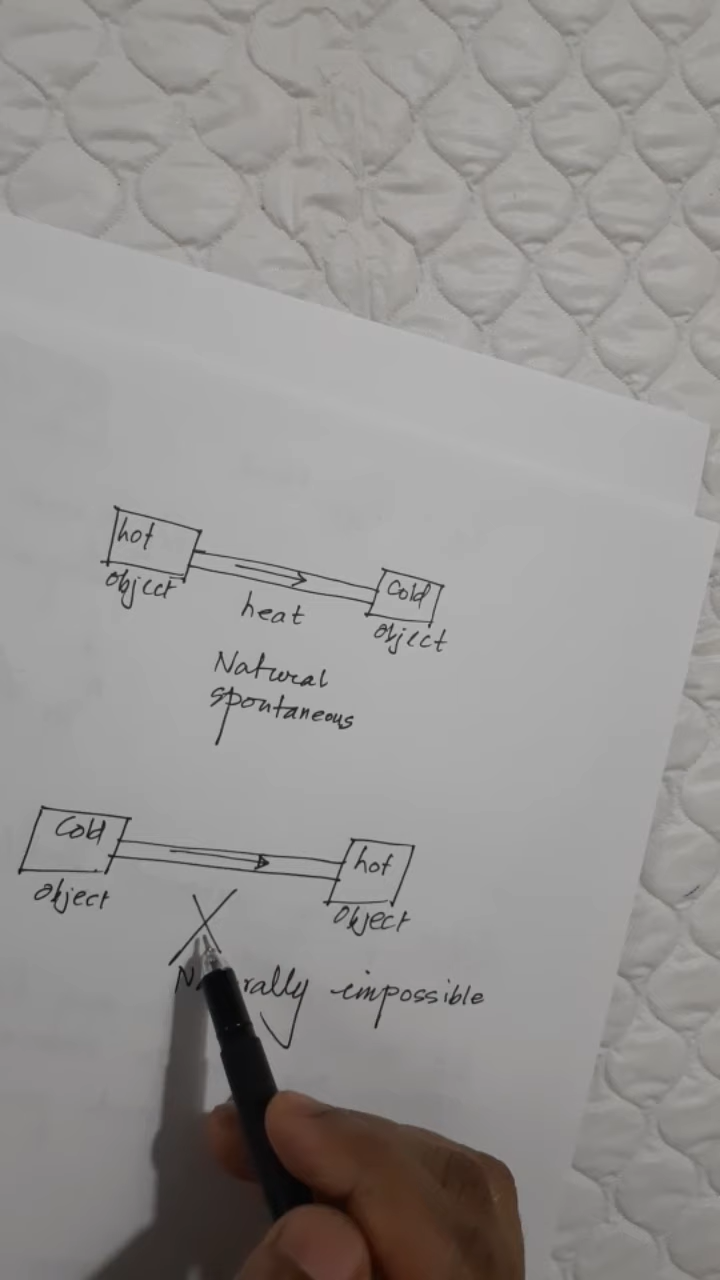 hot
object
heat
Cold
object
Natural
spontaneous
Cold
object
hot
object
impossible